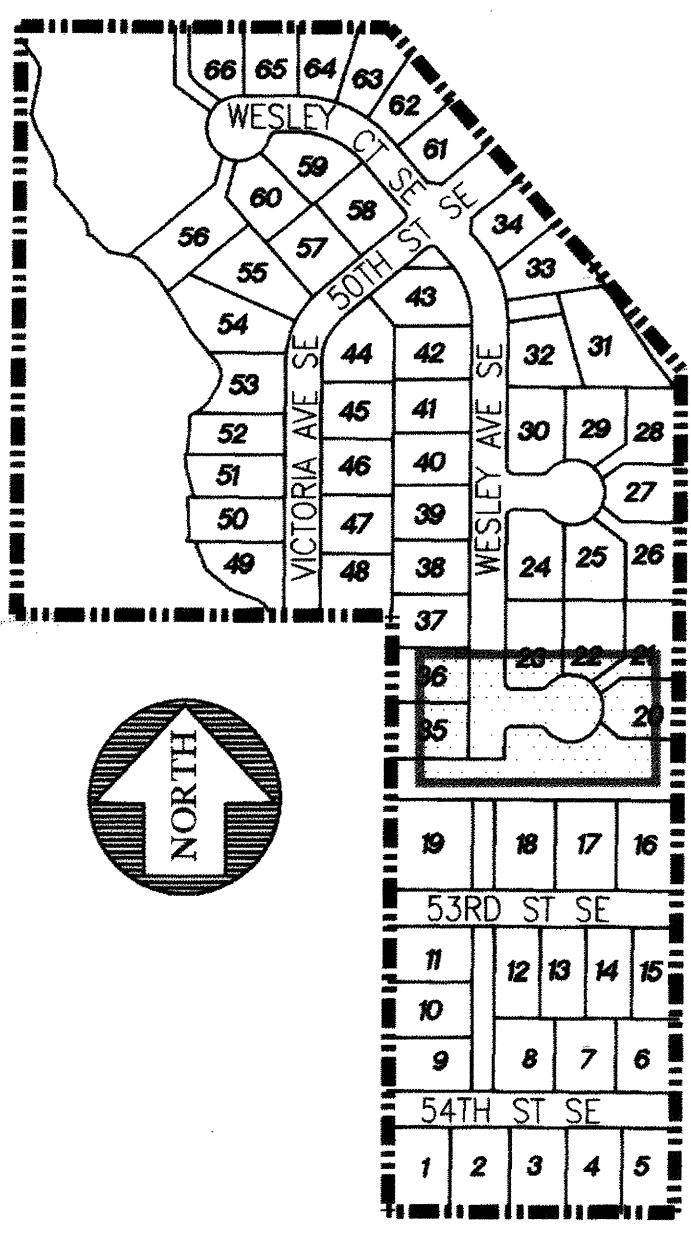 66 65 64 63
62
61
WESLEY CT SE
59
60 58
56 57
55
50TH ST SE
34
33
54 43
44 42 32 31
53
45 41 30 29 28
52
46 40
51 27
50 47 39
49 48 38 24 25 26
VICTORIA AVE SE
WESLEY AVE SE
37
36 23 22 21
35 20
NORTH
19 18 17 16
53RD ST SE
11 12 13 14 15
10
9 8 7 6
54TH ST SE
1 2 3 4 5